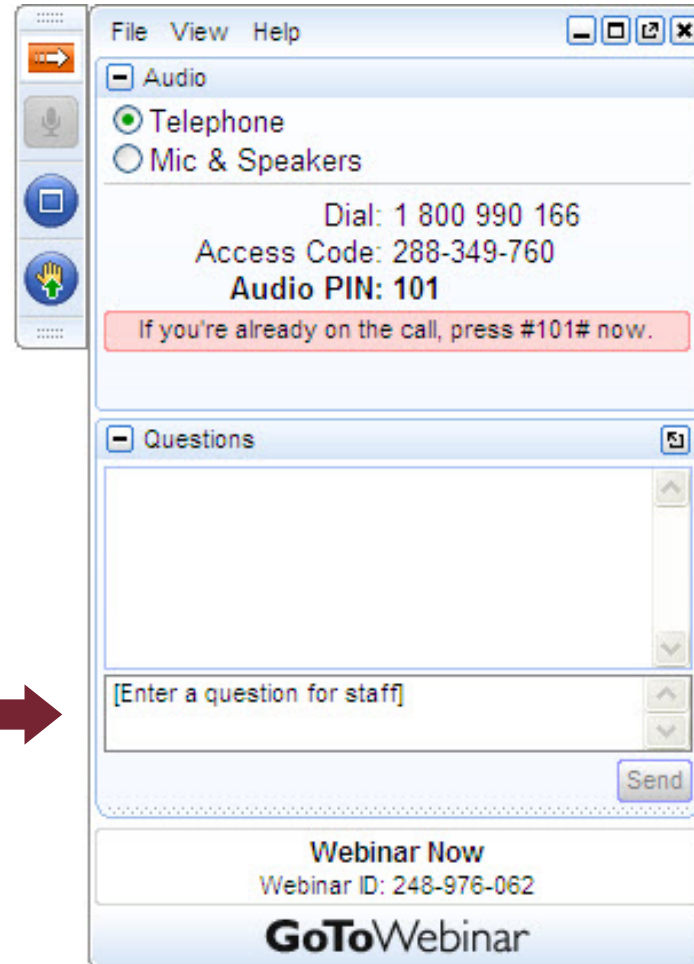 File View Help
Audio
Telephone
Mic & Speakers
Dial: 1 800 990 166
Access Code: 288-349-760
Audio PIN: 101
If you're already on the call, press #101# now.
Questions
[Enter a question for staff]
Send
Webinar Now
Webinar ID: 248-976-062
GoToWebinar